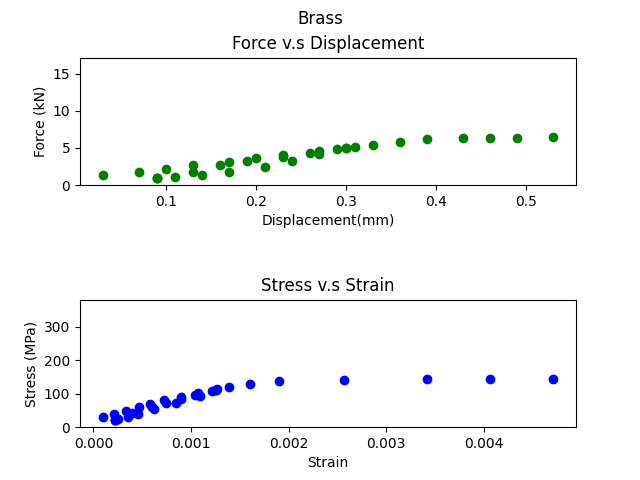 Brass
Force v.s Displacement
15
10
5
0
Force (kN)
0.1 0.2 0.3 0.4 0.5
Displacement(mm)
Stress v.s Strain
300
200
100
0
Stress (MPa)
0.000 0.001 0.002 0.003 0.004
Strain